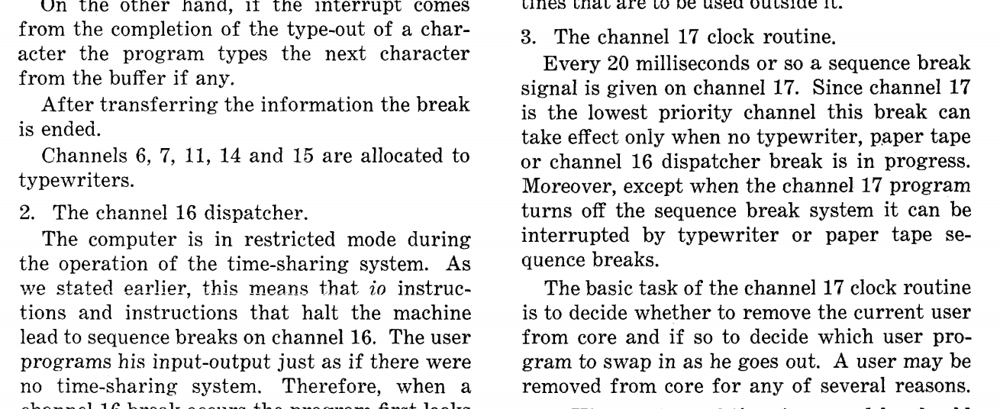 On the other hand, if the interrupt comes
from the completion of the type-out of a char-
acter the program types the next character
from the buffer if any.
After transferring the information the break
is ended.
Channels 6, 7, 11, 14 and 15 are allocated to
typewriters.
2. The channel 16 dispatcher.
The computer is in restricted mode during
the operation of the time-sharing system. As
we stated earlier, this means that io instruc-
tions and instructions that halt the machine
lead to sequence breaks on channel 16. The user
programs his input-output just as if there were
no time-sharing system. Therefore, when a
channel 16 break occurs the program first looks
tines that are to be used outside it.
3. The channel 17 clock routine.
Every 20 milliseconds or so a sequence break
signal is given on channel 17. Since channel 17
is the lowest priority channel this break can
take effect only when no typewriter, paper tape
or channel 16 dispatcher break is in progress.
Moreover, except when the channel 17 program
turns off the sequence break system it can be
interrupted by typewriter or paper tape se-
quence breaks.
The basic task of the channel 17 clock routine
is to decide whether to remove the current user
from core and if so to decide which user pro-
gram to swap in as he goes out. A user may be
removed from core for any of several reasons.